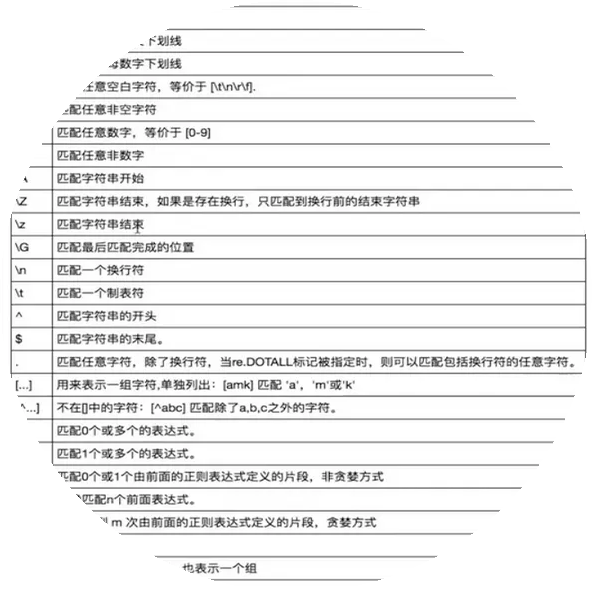 下划线
数字下划线
任意空白字符，等价于 [\t\n\r\f].
匹配任意非空字符
匹配任意数字，等价于 [0-9]
匹配任意非数字
匹配字符串开始
\Z 匹配字符串结束，如果是存在换行，只匹配到换行前的结束字符串
\z 匹配字符串结束
\G 匹配最后匹配完成的位置
\n 匹配一个换行符
\t 匹配一个制表符
^ 匹配字符串的开头
$ 匹配字符串的末尾。
. 匹配任意字符，除了换行符，当re.DOTALL标记被指定时，则可以匹配包括换行符的任意字符。
[...] 用来表示一组字符,单独列出：[amk] 匹配 'a'，'m'或'k'
^...] 不在[]中的字符：[^abc] 匹配除了a,b,c之外的字符。
匹配0个或多个的表达式。
匹配1个或多个的表达式。
匹配0个或1个由前面的正则表达式定义的片段，非贪婪方式
匹配n个前面表达式。
到 m 次由前面的正则表达式定义的片段，贪婪方式
也表示一个组